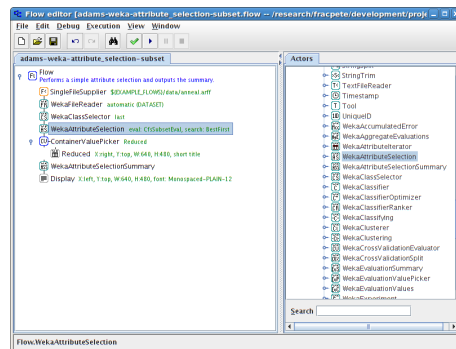 Flow editor [adams-weka-attribute_selection-subset.flow -- /research/fracpete/development/proje
File Edit Debug Execution View Window
adams-weka-attribute_selection-subset
Flow
Performs a simple attribute selection and outputs the summary.
SingleFileSupplier ${EXAMPLE_FLOWS}/data/anneal.arff
WekaFileReader automatic (DATASET)
WekaClassSelector last
WekaAttributeSelection eval: CfsSubsetEval, search: BestFirst
ContainerValuePicker Reduced
Reduced X:right, Y:top, W:640, H:480, short title
WekaAttributeSelectionSummary
Display X:left, Y:top, W:640, H:480, font: Monospaced-PLAIN-12
Actors
StringTrim
TextFileReader
Timestamp
Tool
UniqueID
WekaAccumulatedError
WekaAggregateEvaluations
WekaAttributeIterator
WekaAttributeSelection
WekaAttributeSelectionSummary
WekaClassSelector
WekaClassifier
WekaClassifierOptimizer
WekaClassifierRanker
WekaClassifying
WekaClusterer
WekaClustering
WekaCrossValidationEvaluator
WekaCrossValidationSplit
WekaEvaluationSummary
WekaEvaluationValuePicker
WekaEvaluationValues
WekaExperiment
Search
Flow.WekaAttributeSelection